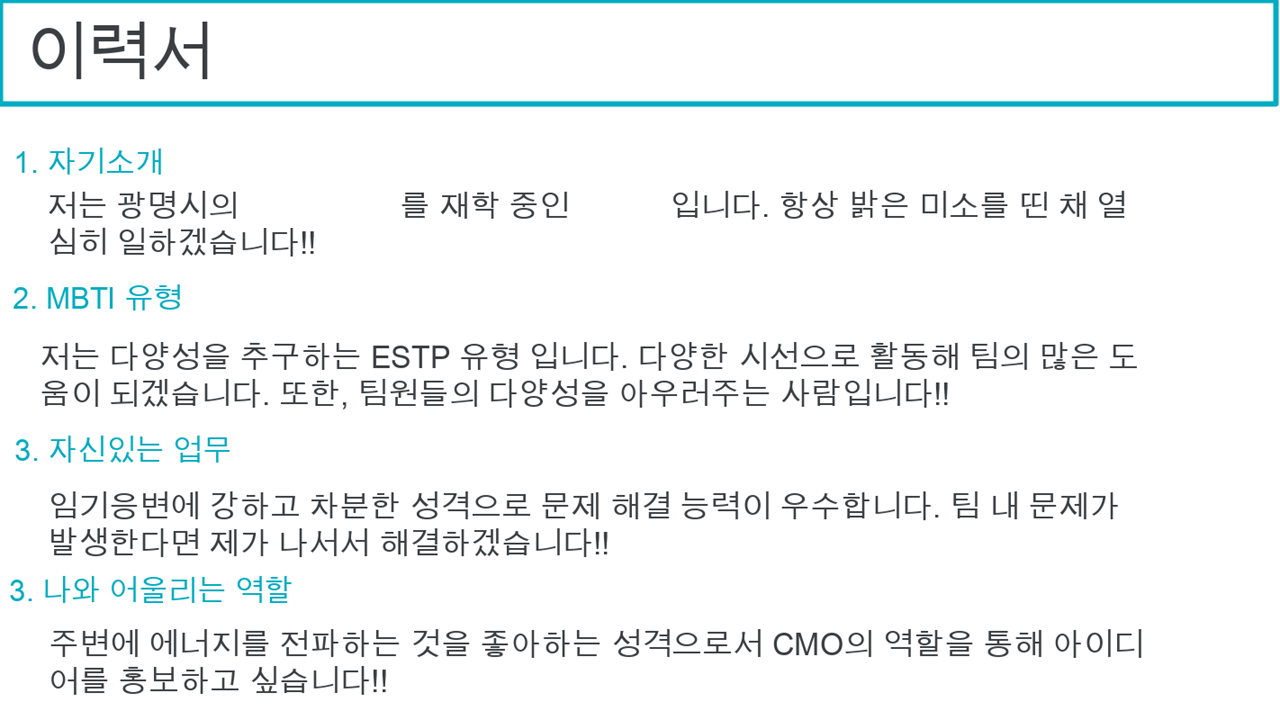 이력서
1. 자기소개
저는 광명시의 를 재학 중인 입니다. 항상 밝은 미소를 띤 채 열
심히 일하겠습니다!!
2. MBTI 유형
저는 다양성을 추구하는 ESTP 유형 입니다. 다양한 시선으로 활동해 팀의 많은 도
움이 되겠습니다. 또한, 팀원들의 다양성을 아우러주는 사람입니다!!
3. 자신있는 업무
임기응변에 강하고 차분한 성격으로 문제 해결 능력이 우수합니다. 팀 내 문제가
발생한다면 제가 나서서 해결하겠습니다!!
3. 나와 어울리는 역할
주변에 에너지를 전파하는 것을 좋아하는 성격으로서 CMO의 역할을 통해 아이디
어를 홍보하고 싶습니다!!